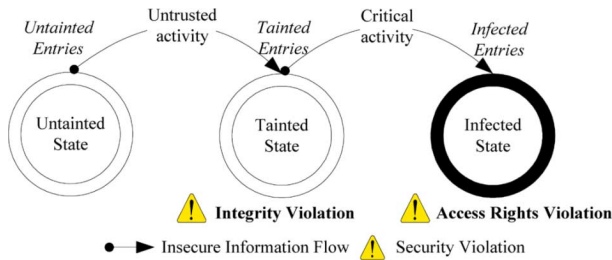 Untainted
Entries
Untrusted
activity
Tainted
Entries
Critical
activity
Infected
Entries
Untainted
State
Tainted
State
Infected
State
Integrity Violation
Access Rights Violation
Insecure Information Flow
Security Violation